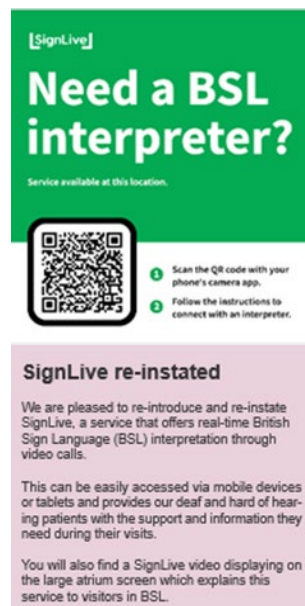 [SignLive]
Need a BSL
interpreter?
Service available at this location.
1 Scan the QR code with your
phone's camera app.
2 Follow the instructions to
connect with an interpreter.
SignLive re-instated
We are pleased to re-introduce and re-instate
SignLive, a service that offers real-time British
Sign Language (BSL) interpretation through
video calls.
This can be easily accessed via mobile devices
or tablets and provides our deaf and hard of hear-
ing patients with the support and information they
need during their visits.
You will also find a SignLive video displaying on
the large atrium screen which explains this
service to visitors in BSL.